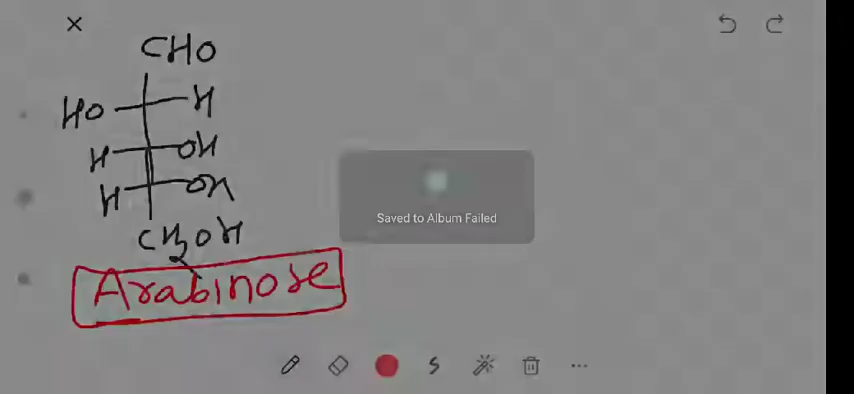 CHO
HO H
H OH
H OH
CH2OH
Arabinose
Saved to Album Failed